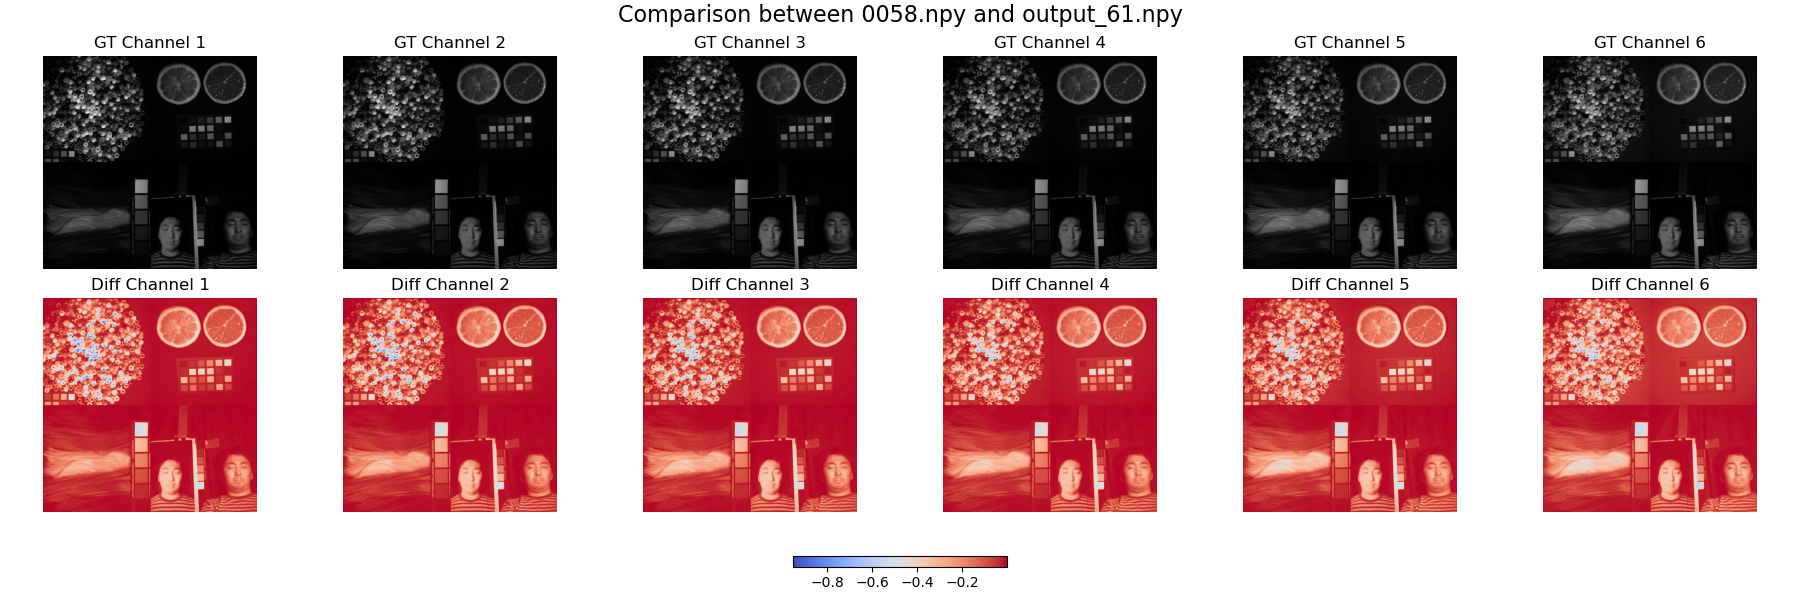 Comparison between 0058.npy and output_61.npy
GT Channel 1
GT Channel 2
GT Channel 3
GT Channel 4
GT Channel 5
GT Channel 6
Diff Channel 1
Diff Channel 2
Diff Channel 3
Diff Channel 4
Diff Channel 5
Diff Channel 6
−0.8 −0.6 −0.4 −0.2